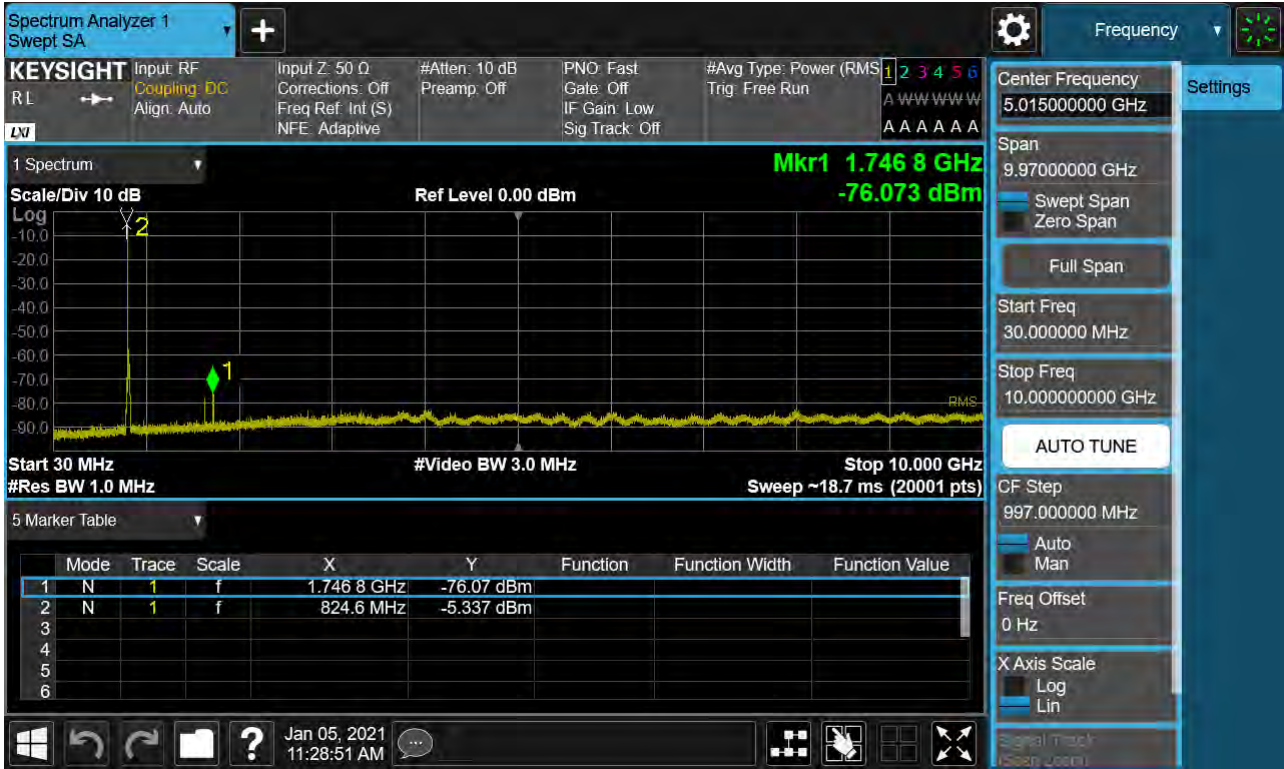 Spectrum Analyzer 1
Swept SA
+
Frequency
KEYSIGHT
R L
LXI
Input: RF
Coupling: DC
Align: Auto
Input Z: 50 Ω
Corrections: Off
Freq Ref: Int (S)
NFE: Adaptive
#Atten: 10 dB
Preamp: Off
PNO: Fast
Gate: Off
IF Gain: Low
Sig Track: Off
#Avg Type: Power (RMS
Trig: Free Run
1 2 3 4 5 6
A W W W W W
A A A A A A
1 Spectrum
Mkr1 1.746 8 GHz
-76.073 dBm
Scale/Div 10 dB
Ref Level 0.00 dBm
Log
-10.0
-20.0
-30.0
-40.0
-50.0
-60.0
-70.0
-80.0
-90.0
2
1
RMS
Start 30 MHz
#Video BW 3.0 MHz
Stop 10.000 GHz
#Res BW 1.0 MHz
Sweep ~18.7 ms (20001 pts)
5 Marker Table
Mode Trace Scale X Y Function Function Width Function Value
1 N 1 f 1.746 8 GHz -76.07 dBm
2 N 1 f 824.6 MHz -5.337 dBm
3
4
5
6
Jan 05, 2021
11:28:51 AM
?
Center Frequency
5.015000000 GHz
Settings
Span
9.97000000 GHz
Swept Span
Zero Span
Full Span
Start Freq
30.000000 MHz
Stop Freq
10.000000000 GHz
AUTO TUNE
CF Step
997.000000 MHz
Auto
Man
Freq Offset
0 Hz
X Axis Scale
Log
Lin
Signal Track
(Span Zoom)